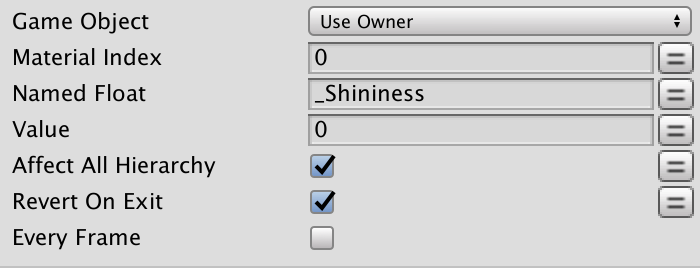 Game Object Use Owner
Material Index 0
Named Float _Shininess
Value 0
Affect All Hierarchy
Revert On Exit
Every Frame